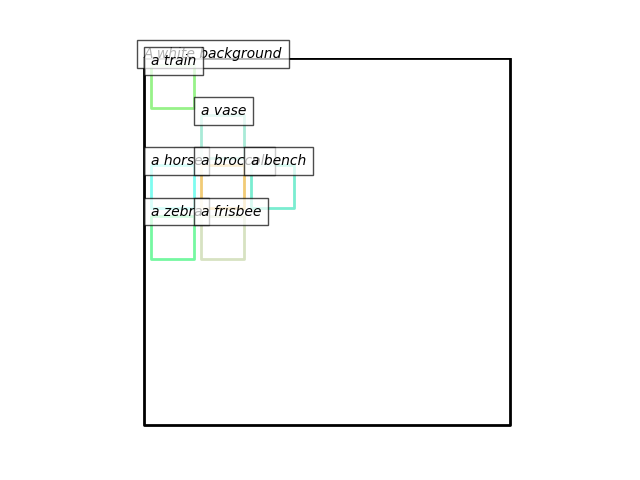 A white background
a train
a vase
a horse
a broccoli
a bench
a zebra
a frisbee